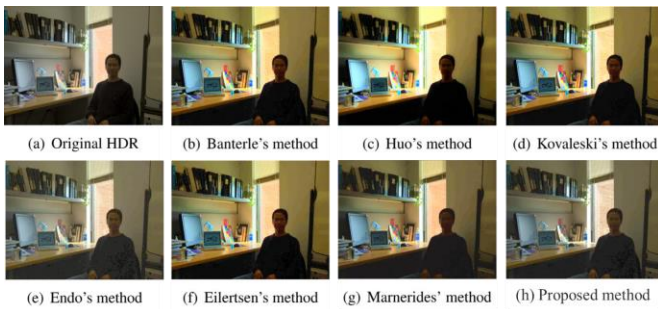 (a) Original HDR
(b) Banterle's method
(c) Huo's method
(d) Kovaleski's method
(e) Endo's method
(f) Eilertsen's method
(g) Marnerides' method
(h) Proposed method